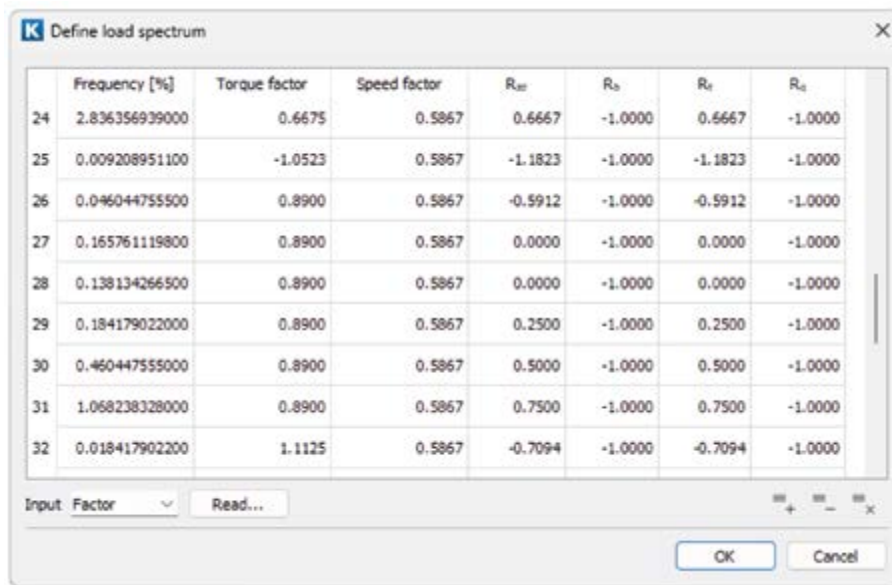 K Define load spectrum
Frequency [%] Torque factor Speed factor Rₐᵣ Rᵦ Rₜ R
24 2.836356939000 0.6675 0.5867 0.6667 -1.0000 0.6667 -1.0000
25 0.009208951100 -1.0523 0.5867 -1.1823 -1.0000 -1.1823 -1.0000
26 0.046044755500 0.8900 0.5867 -0.5912 -1.0000 -0.5912 -1.0000
27 0.165761119800 0.8900 0.5867 0.0000 -1.0000 0.0000 -1.0000
28 0.138134266500 0.8900 0.5867 0.0000 -1.0000 0.0000 -1.0000
29 0.184179022000 0.8900 0.5867 0.2500 -1.0000 0.2500 -1.0000
30 0.460447555000 0.8900 0.5867 0.5000 -1.0000 0.5000 -1.0000
31 1.068238328000 0.8900 0.5867 0.7500 -1.0000 0.7500 -1.0000
32 0.018417902200 1.1125 0.5867 -0.7094 -1.0000 -0.7094 -1.0000
Input Factor Read...
OK Cancel